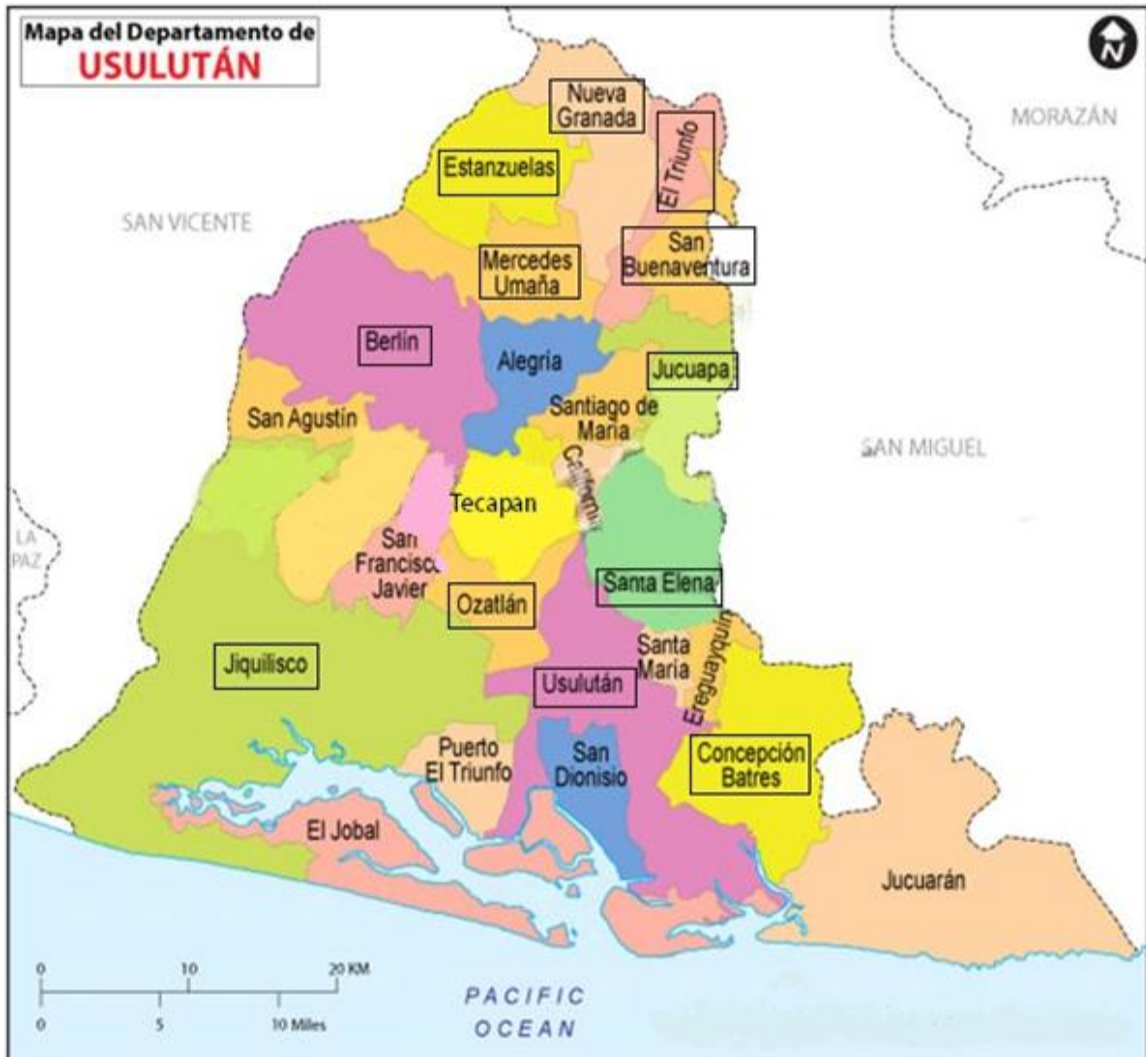 Mapa del Departamento de
USULUTÁN
N
MORAZÁN
SAN VICENTE
Nueva
Granada
El Triunfo
Estanzuelas
San
Buenaventura
Mercedes
Umaña
Berlín
Alegría
Jucuapa
San Agustín
Santiago de
María
SAN MIGUEL
Tecapan
LA
PAZ
San
Francisco
Javier
Santa Elena
Ozatlán
Santa
María
Ereguayquín
Jiquilisco
Usulután
Puerto
El Triunfo
San
Dionisio
Concepción
Batres
El Jobal
Jucuarán
0 10 20 KM
0 5 10 Miles
PACIFIC
OCEAN